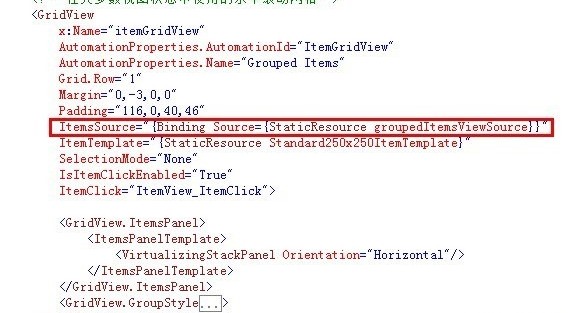 <GridView
x:Name="itemGridView"
AutomationProperties.AutomationId="ItemGridView"
AutomationProperties.Name="Grouped Items"
Grid.Row="1"
Margin="0,-3,0,0"
Padding="116,0,40,46"
ItemsSource="{Binding Source={StaticResource groupedItemsViewSource}}"
ItemTemplate="{StaticResource Standard250x250ItemTemplate}"
SelectionMode="None"
IsItemClickEnabled="True"
ItemClick="ItemView_ItemClick">
<GridView.ItemsPanel>
<ItemsPanelTemplate>
<VirtualizingStackPanel Orientation="Horizontal"/>
</ItemsPanelTemplate>
</GridView.ItemsPanel>
<GridView.GroupStyle...>